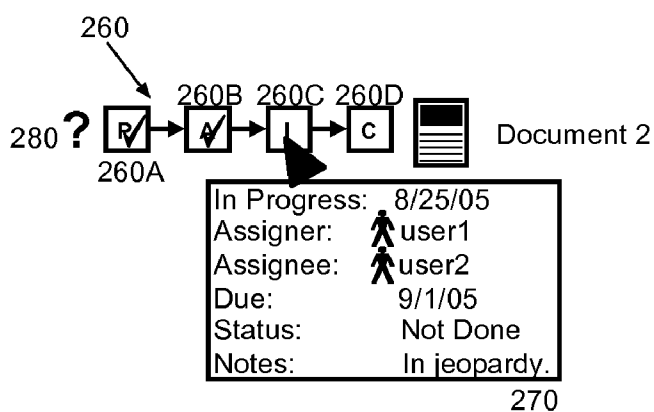 260
260B 260C 260D
280 ? R A I C Document 2
260A
In Progress: 8/25/05
Assigner: user1
Assignee: user2
Due: 9/1/05
Status: Not Done
Notes: In jeopardy.
270